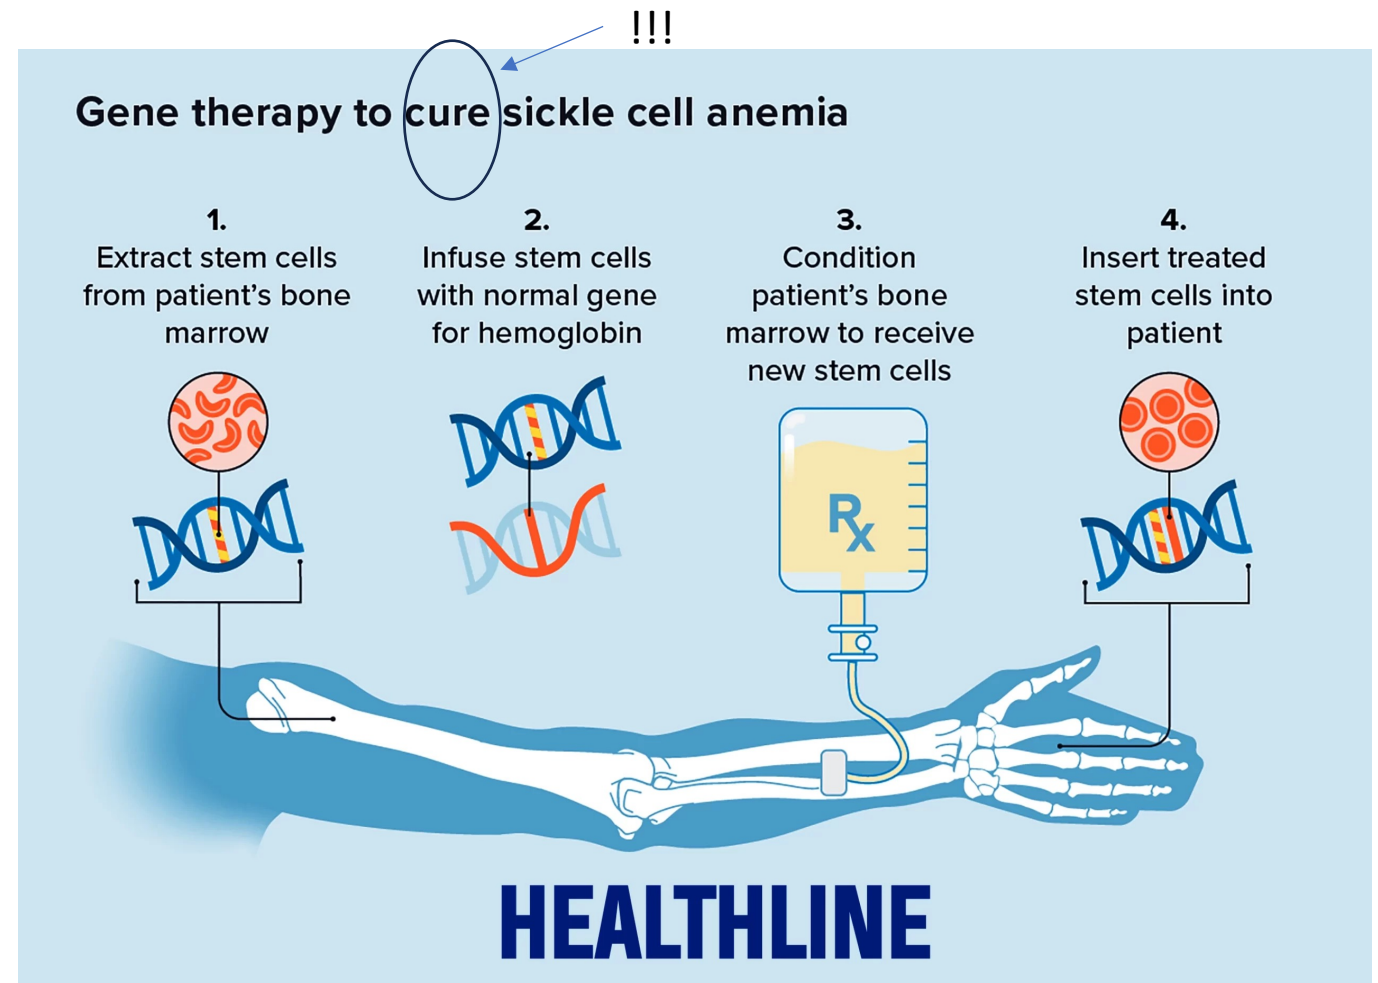 !!!
Gene therapy to cure sickle cell anemia
1.
Extract stem cells
from patient's bone
marrow
2.
Infuse stem cells
with normal gene
for hemoglobin
3.
Condition
patient's bone
marrow to receive
new stem cells
4.
Insert treated
stem cells into
patient
Rx
HEALTHLINE